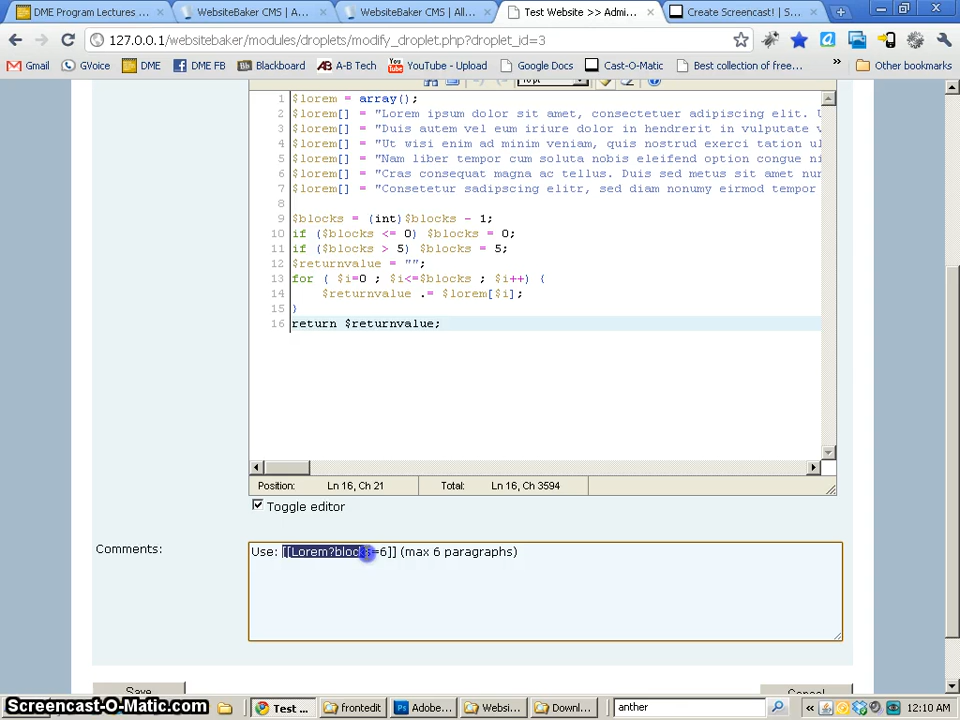 DME Program Lectures ...
WebsiteBaker CMS | A...
WebsiteBaker CMS | All...
Test Website >> Admi...
Create Screencast! | S...
127.0.0.1/websitebaker/modules/droplets/modify_droplet.php?droplet_id=3
Gmail
GVoice
DME
DME FB
Blackboard
A-B Tech
YouTube - Upload
Google Docs
Cast-O-Matic
Best collection of free...
»
Other bookmarks
1 $lorem = array();
2 $lorem[] = "Lorem ipsum dolor sit amet, consectetuer adipiscing elit. U
3 $lorem[] = "Duis autem vel eum iriure dolor in hendrerit in vulputate v
4 $lorem[] = "Ut wisi enim ad minim veniam, quis nostrud exerci tation ul
5 $lorem[] = "Nam liber tempor cum soluta nobis eleifend option congue ni
6 $lorem[] = "Cras consequat magna ac tellus. Duis sed metus sit amet nun
7 $lorem[] = "Consetetur sadipscing elitr, sed diam nonumy eirmod tempor
8
9 $blocks = (int)$blocks - 1;
10 if ($blocks <= 0) $blocks = 0;
11 if ($blocks > 5) $blocks = 5;
12 $returnvalue = "";
13 for ( $i=0 ; $i<=$blocks ; $i++) {
14 $returnvalue .= $lorem[$i];
15 }
16 return $returnvalue;
Position: Ln 16, Ch 21 Total: Ln 16, Ch 3594
Toggle editor
Comments:
Use: [[Lorem?blocks=6]] (max 6 paragraphs)
Save
Cancel
Screencast-O-Matic.com
Test ...
frontedit
Adobe...
Websi...
Downl...
anther
«
12:10 AM